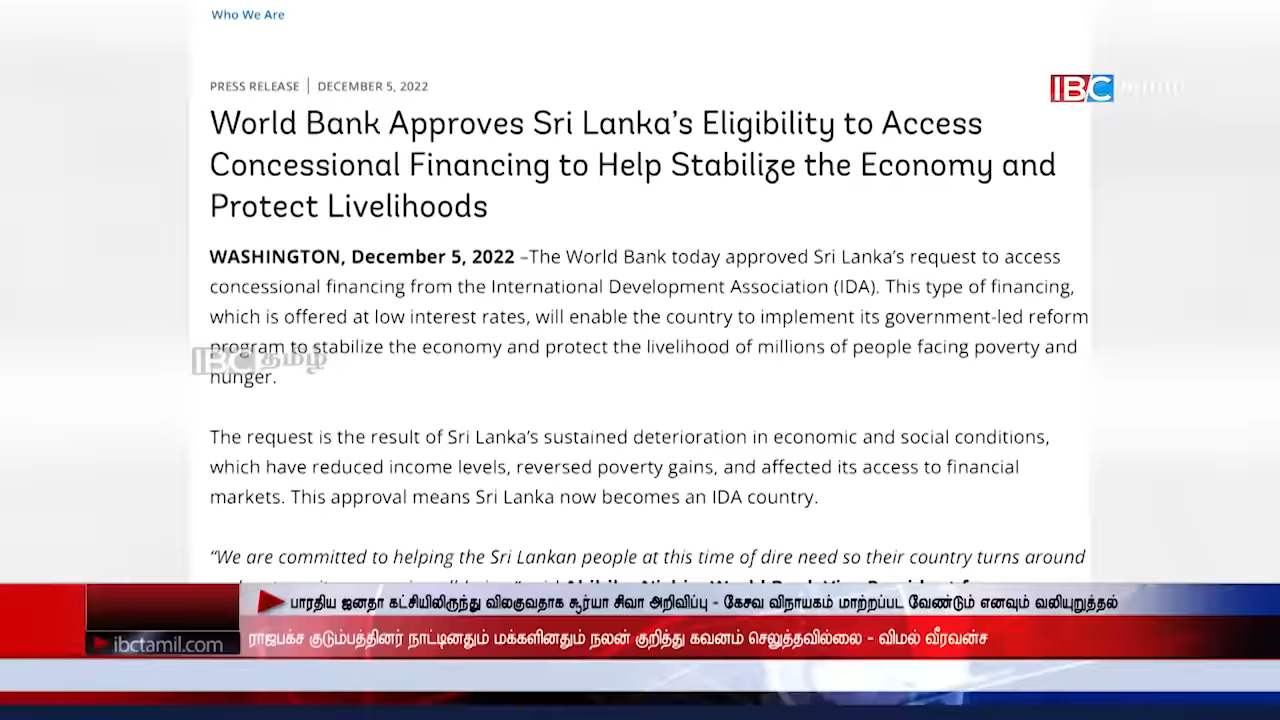 Who We Are
PRESS RELEASE | DECEMBER 5, 2022
IBC தமிழ்
World Bank Approves Sri Lanka's Eligibility to Access
Concessional Financing to Help Stabilize the Economy and
Protect Livelihoods
WASHINGTON, December 5, 2022 –The World Bank today approved Sri Lanka's request to access
concessional financing from the International Development Association (IDA). This type of financing,
which is offered at low interest rates, will enable the country to implement its government-led reform
program to stabilize the economy and protect the livelihood of millions of people facing poverty and
IBC தமிழ்
hunger.
The request is the result of Sri Lanka's sustained deterioration in economic and social conditions,
which have reduced income levels, reversed poverty gains, and affected its access to financial
markets. This approval means Sri Lanka now becomes an IDA country.
“We are committed to helping the Sri Lankan people at this time of dire need so their country turns around
பாரதிய ஜனதா கட்சியிலிருந்து விலகுவதாக சூர்யா சிவா அறிவிப்பு - கேசவ விநாயகம் மாற்றப்பட வேண்டும் எனவும் வலியுறுத்தல்
ibctamil.com
ராஜபக்ச குடும்பத்தினர் நாட்டினதும் மக்களினதும் நலன் குறித்து கவனம் செலுத்தவில்லை - விமல் வீரவன்ச